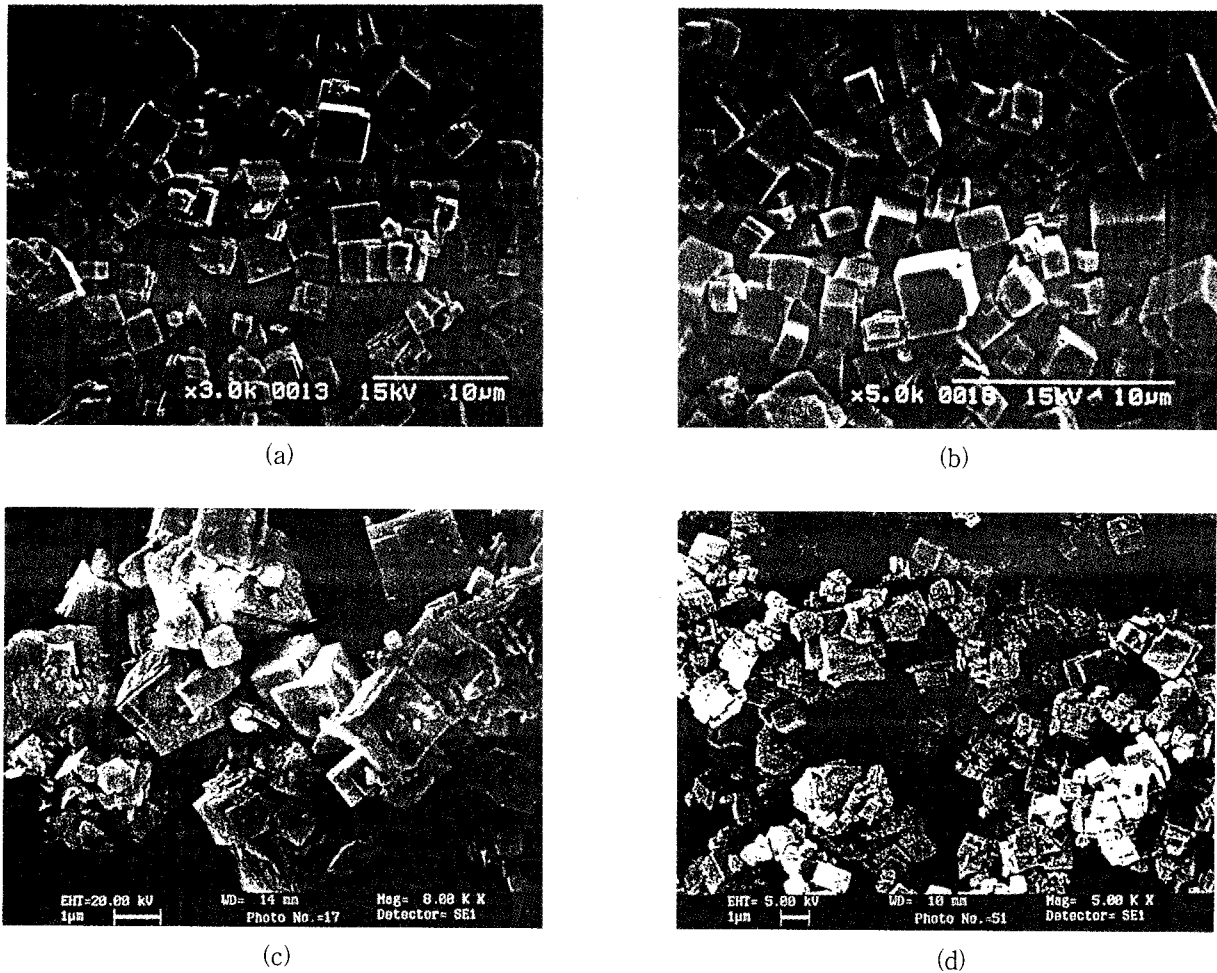 x3.0k 0013 15kV 10μm
x5.0k 0018 15kV 10μm
(a)
(b)
EHT=20.00 kV WD= 14 mm Mag= 8.00 K X
1μm Photo No.=17 Detector= SE1
EHT= 5.00 kV WD= 10 mm Mag= 5.00 K X
1μm Photo No.=51 Detector= SE1
(c)
(d)